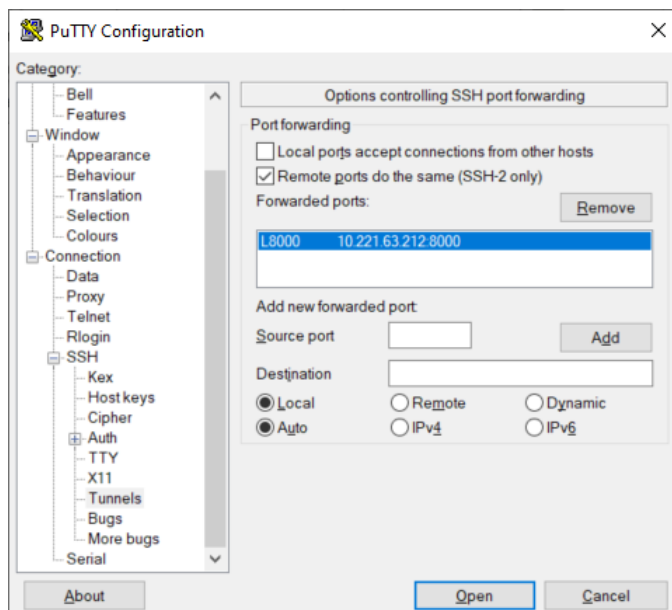 PuTTY Configuration
Category:
Bell
Features
Window
Appearance
Behaviour
Translation
Selection
Colours
Connection
Data
Proxy
Telnet
Rlogin
SSH
Kex
Host keys
Cipher
Auth
TTY
X11
Tunnels
Bugs
More bugs
Serial
Options controlling SSH port forwarding
Port forwarding
Local ports accept connections from other hosts
Remote ports do the same (SSH-2 only)
Forwarded ports:
Remove
L8000 10.221.63.212:8000
Add new forwarded port:
Source port
Add
Destination
Local Remote Dynamic
Auto IPv4 IPv6
About Open Cancel